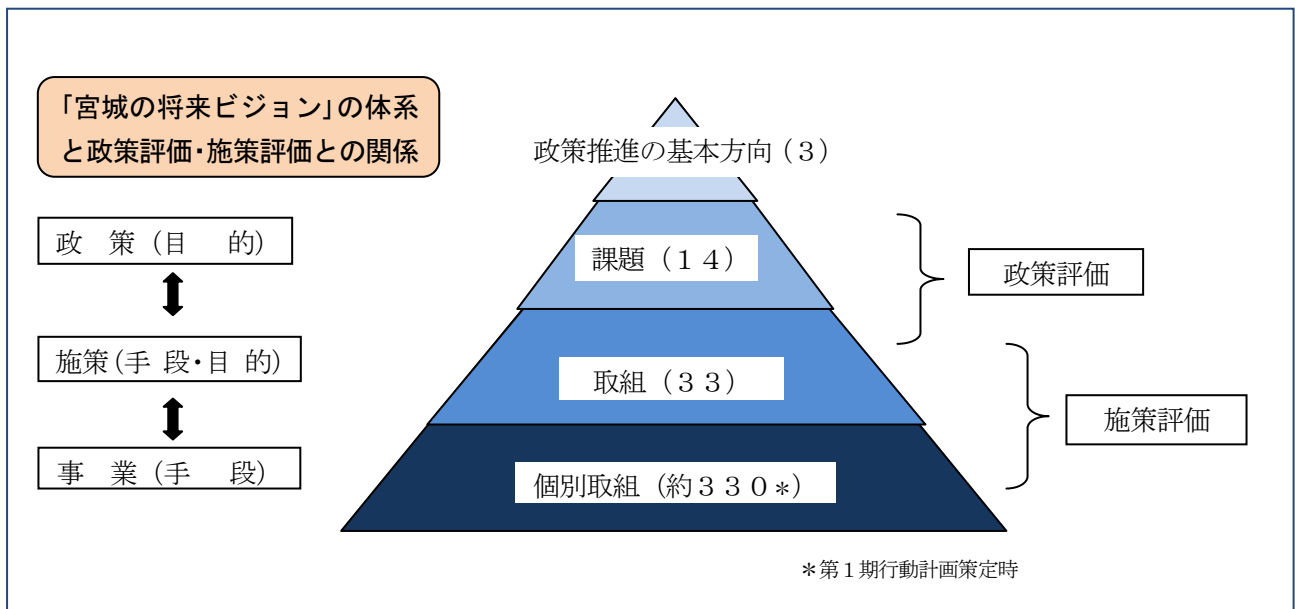 「宮城の将来ビジョン」の体系
と政策評価・施策評価との関係
政策推進の基本方向（３）
政　策（目　　的）
課題（１４）
政策評価
施策（手 段・目 的）
取組（３３）
施策評価
事　業（手　　段）
個別取組（約３３０＊）
＊第１期行動計画策定時